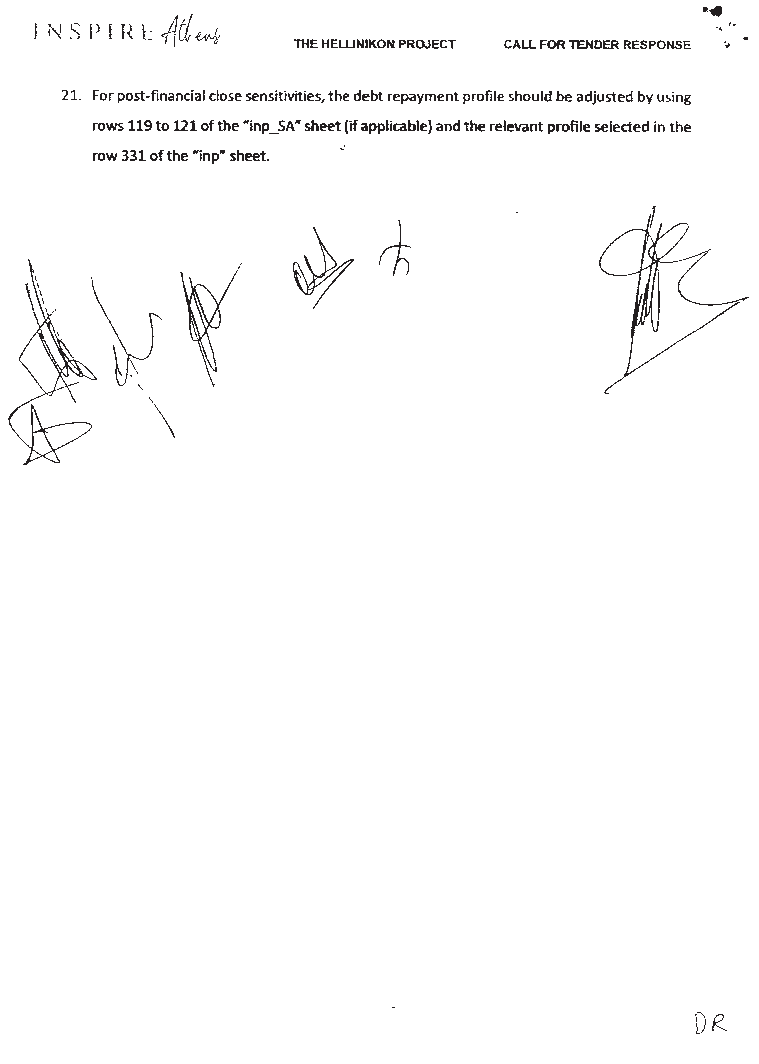 INSPIRE Athens
THE HELLINIKON PROJECT CALL FOR TENDER RESPONSE
21. For post-financial close sensitivities, the debt repayment profile should be adjusted by using
rows 119 to 121 of the "inp_SA" sheet (if applicable) and the relevant profile selected in the
row 331 of the "inp" sheet.
DR